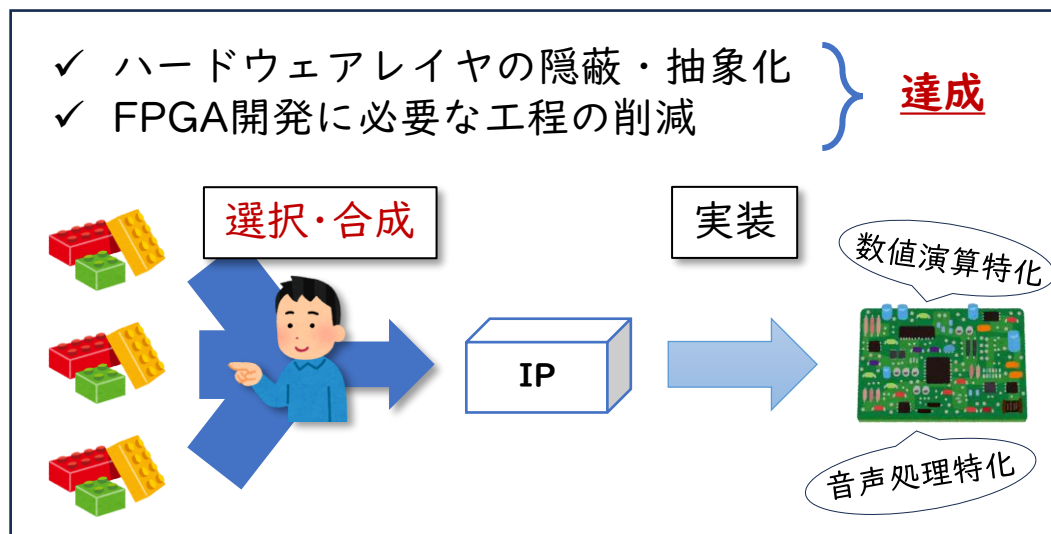 ✓ ハードウェアレイヤの隠蔽・抽象化
✓ FPGA開発に必要な工程の削減
達成
選択・合成
実装
数値演算特化
IP
音声処理特化